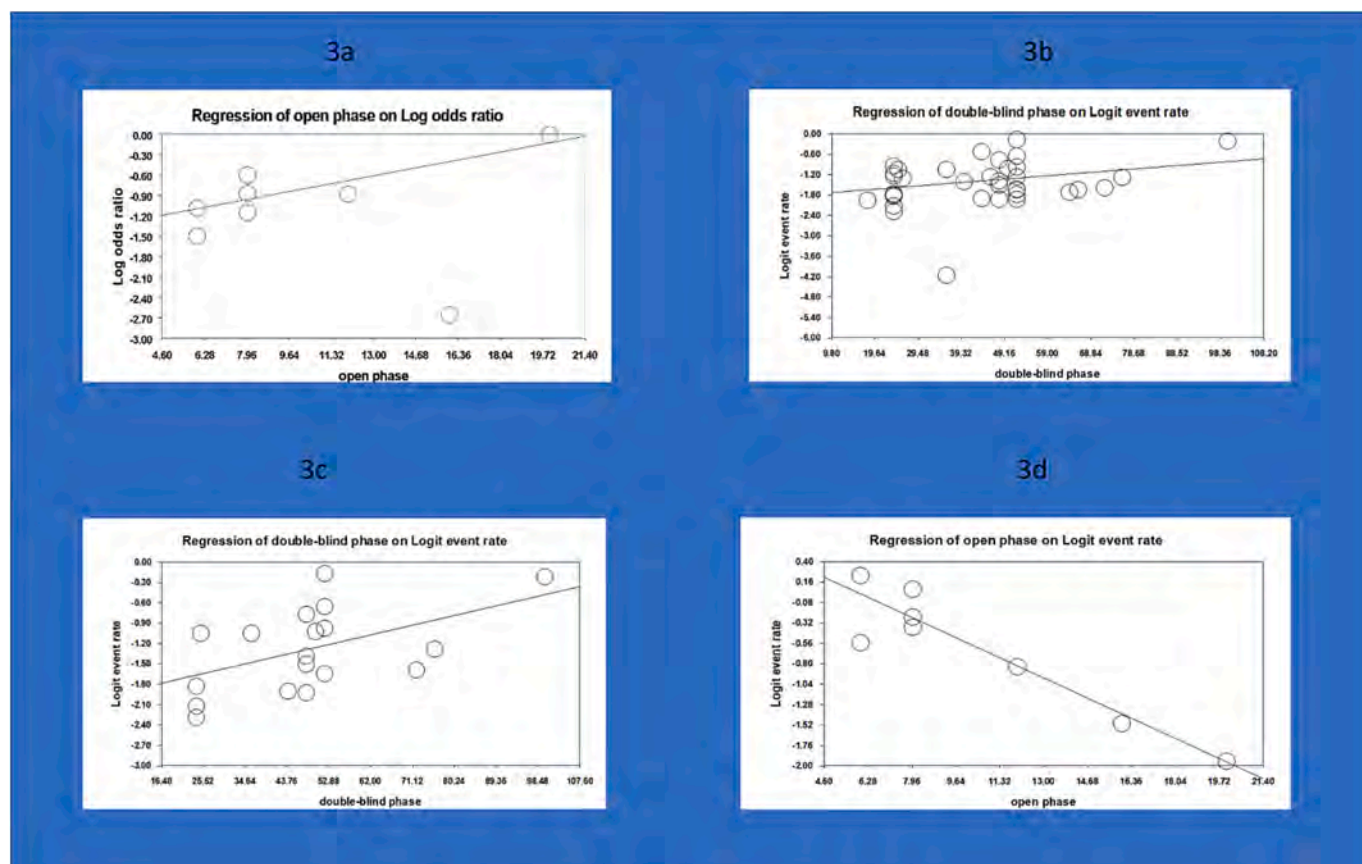 3a
Regression of open phase on Log odds ratio
Log odds ratio
0.00
-0.30
-0.60
-0.90
-1.20
-1.50
-1.80
-2.10
-2.40
-2.70
-3.00
4.60 6.28 7.96 9.64 11.32 13.00 14.68 16.36 18.04 19.72 21.40
open phase
3b
Regression of double-blind phase on Logit event rate
Logit event rate
0.00
-0.60
-1.20
-1.80
-2.40
-3.00
-3.60
-4.20
-4.80
-5.40
-6.00
9.80 19.64 29.48 39.32 49.16 59.00 68.84 78.68 88.52 98.36 108.20
double-blind phase
3c
Regression of double-blind phase on Logit event rate
Logit event rate
0.00
-0.30
-0.60
-0.90
-1.20
-1.50
-1.80
-2.10
-2.40
-2.70
-3.00
16.40 25.52 34.64 43.76 52.88 62.00 71.12 80.24 89.36 98.48 107.60
double-blind phase
3d
Regression of open phase on Logit event rate
Logit event rate
0.40
0.16
-0.08
-0.32
-0.56
-0.80
-1.04
-1.28
-1.52
-1.76
-2.00
4.60 6.28 7.96 9.64 11.32 13.00 14.68 16.36 18.04 19.72 21.40
open phase